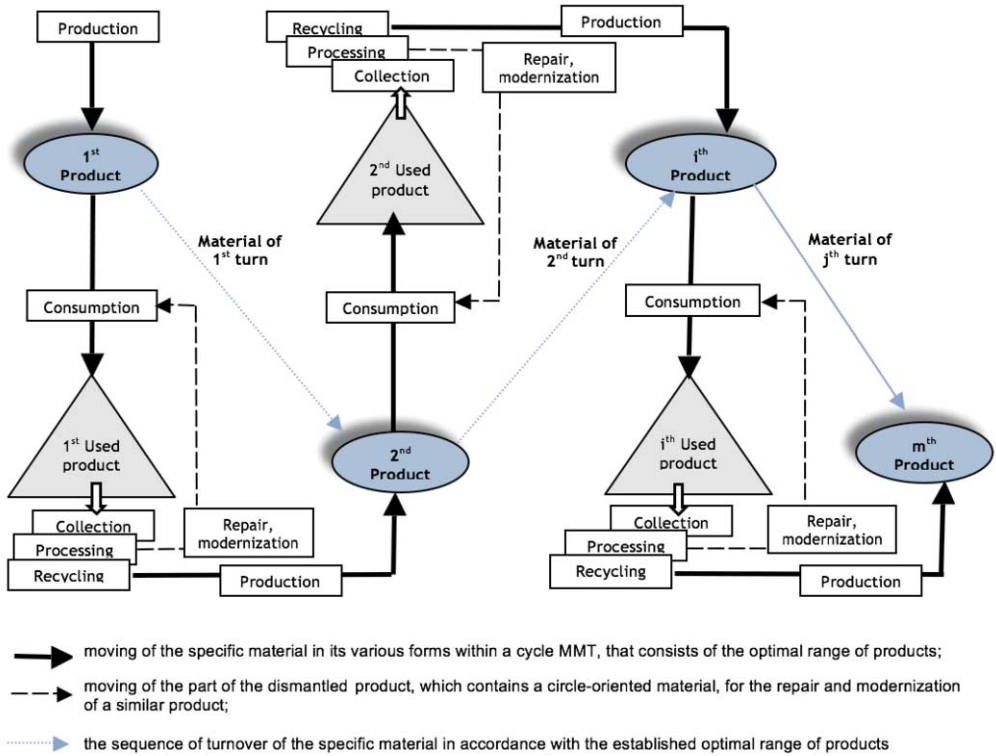 Production
1st
Product
Consumption
1st Used
product
Collection
Processing
Recycling
Repair,
modernization
Production
Material of
1st turn
2nd
Product
Consumption
2nd Used
product
Collection
Processing
Recycling
Repair,
modernization
Production
Material of
2nd turn
ith
Product
Consumption
ith Used
product
Collection
Processing
Recycling
Repair,
modernization
Production
Material of
jth turn
mth
Product
moving of the specific material in its various forms within a cycle MMT, that consists of the optimal range of products;
moving of the part of the dismantled product, which contains a circle-oriented material, for the repair and modernization
of a similar product;
the sequence of turnover of the specific material in accordance with the established optimal range of products